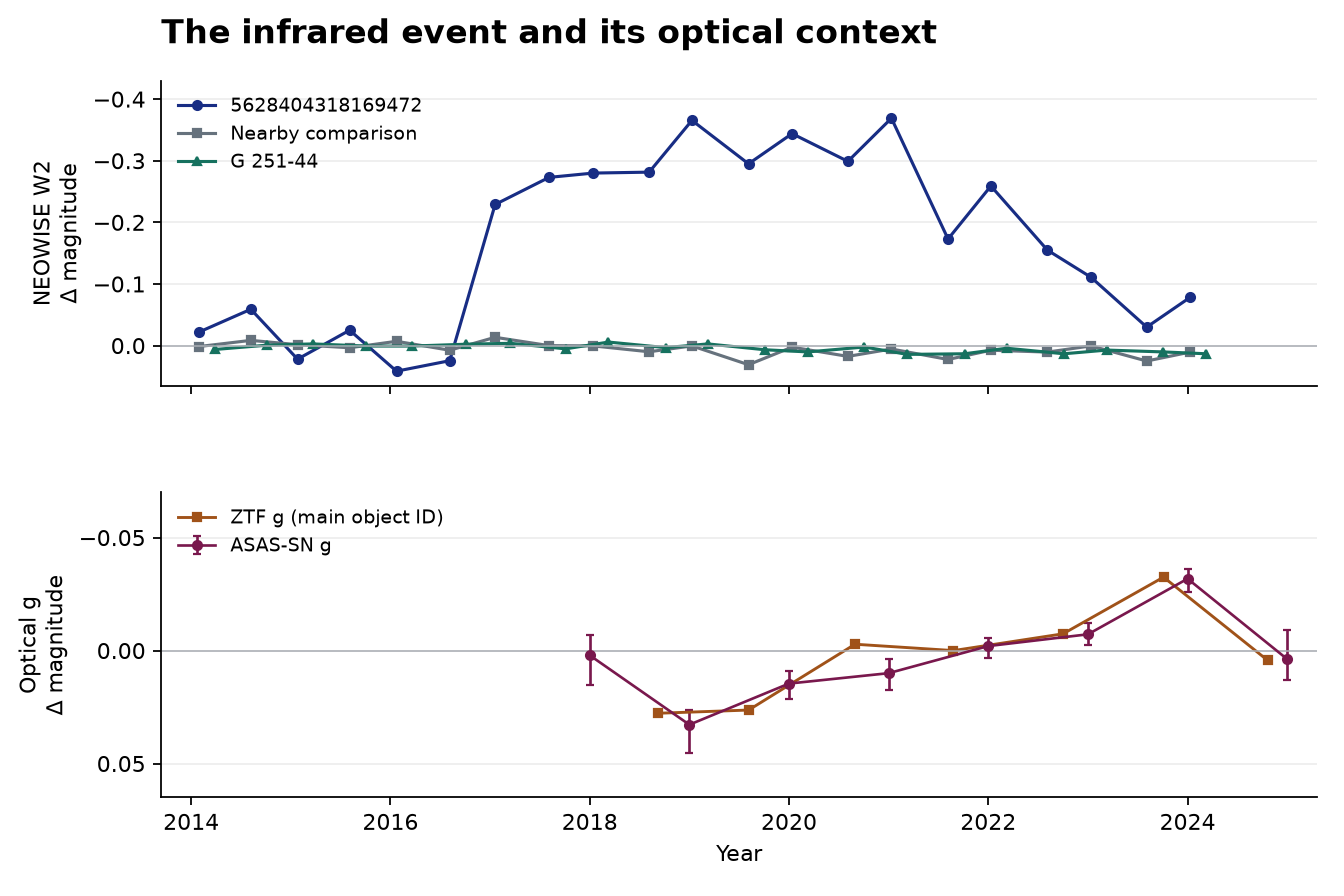 The infrared event and its optical context
NEOWISE W2
Δ magnitude
−0.4
−0.3
−0.2
−0.1
0.0
5628404318169472
Nearby comparison
G 251-44
Optical g
Δ magnitude
−0.05
0.00
0.05
ZTF g (main object ID)
ASAS-SN g
2014 2016 2018 2020 2022 2024
Year